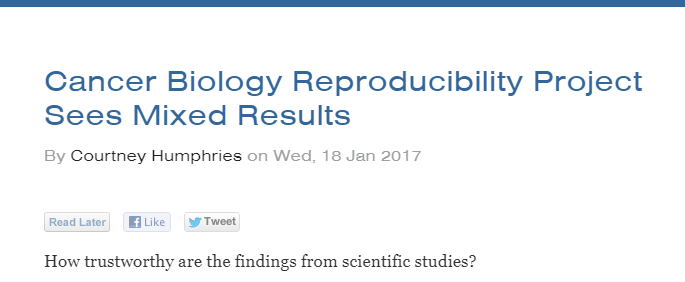 Cancer Biology Reproducibility Project
Sees Mixed Results
By Courtney Humphries on Wed, 18 Jan 2017
Read Later Like Tweet
How trustworthy are the findings from scientific studies?